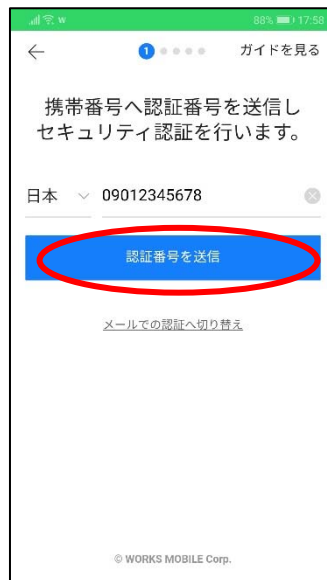 w 88% 17:58
1 ガイドを見る
携帯番号へ認証番号を送信し
セキュリティ認証を行います。
日本 09012345678
認証番号を送信
メールでの認証へ切り替え
© WORKS MOBILE Corp.